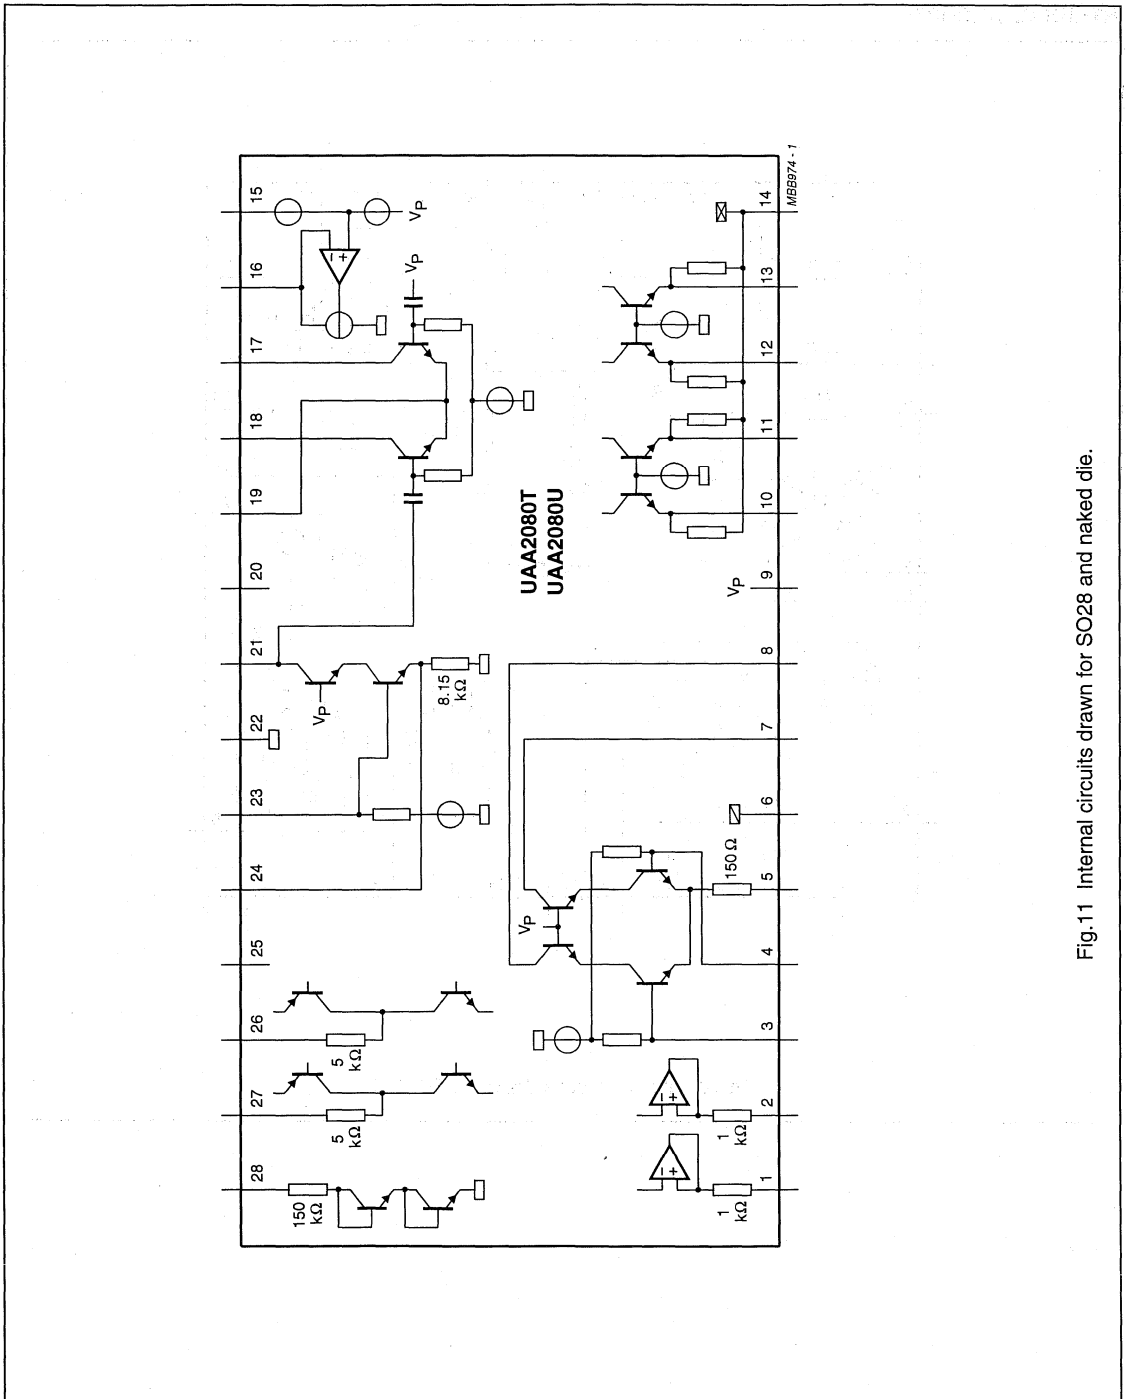 15
16
17
18
19
20
21
22
23
24
25
26
27
28
VP
VP
VP
8.15
kΩ
5
kΩ
5
kΩ
150
kΩ
UAA2080T
UAA2080U
VP
150 Ω
1
kΩ
1
kΩ
VP
− +
− +
− +
14
13
12
11
10
9
8
7
6
5
4
3
2
1
MBB974 - 1
Fig.11 Internal circuits drawn for SO28 and naked die.